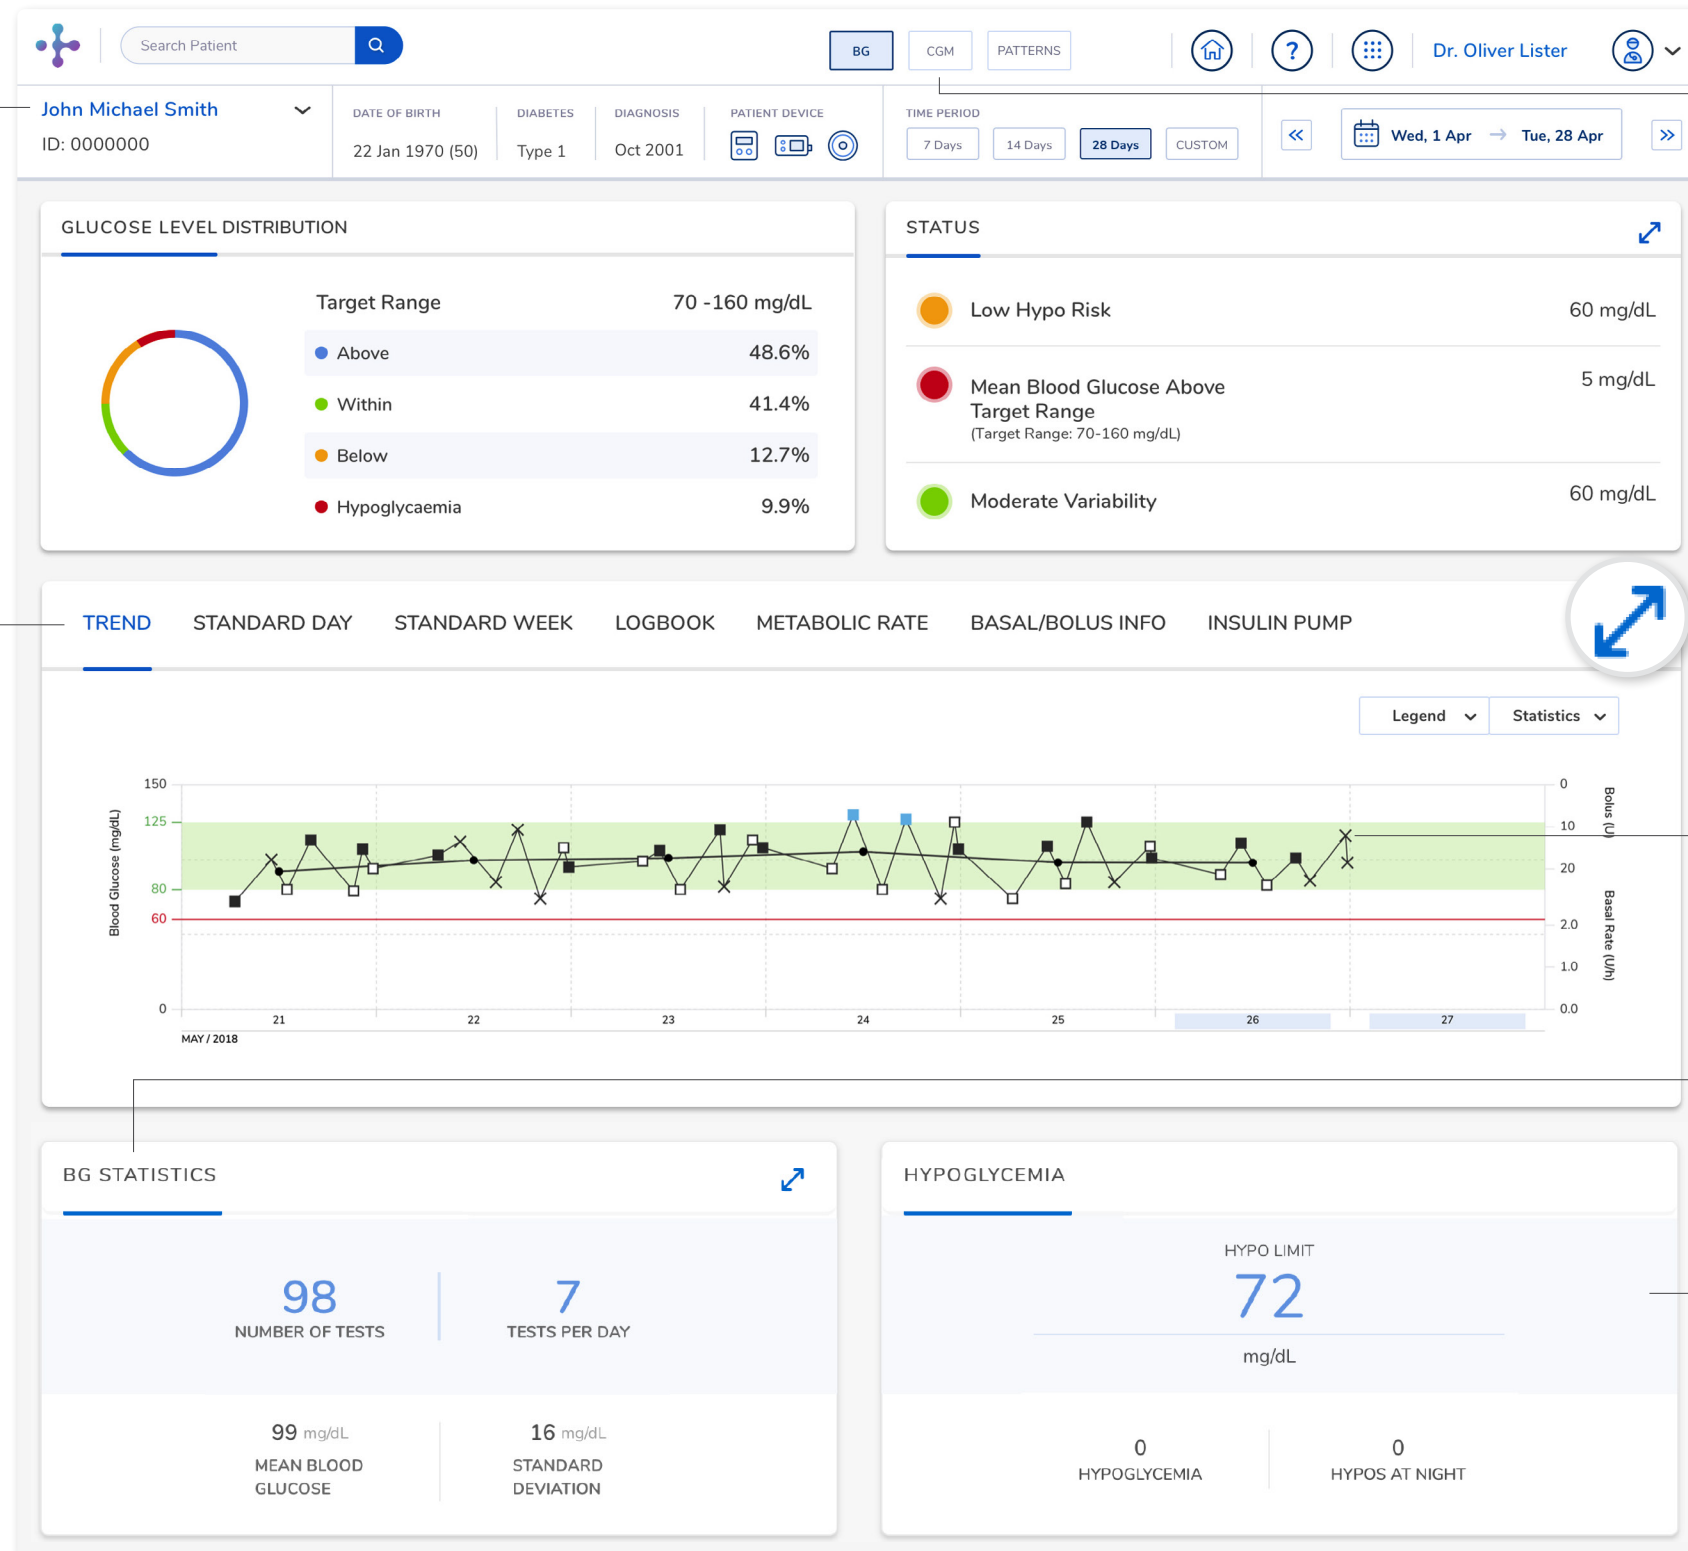 Search Patient
BG
CGM
PATTERNS
?
Dr. Oliver Lister
John Michael Smith
ID: 0000000
DATE OF BIRTH
22 Jan 1970 (50)
DIABETES
Type 1
DIAGNOSIS
Oct 2001
PATIENT DEVICE
TIME PERIOD
7 Days
14 Days
28 Days
CUSTOM
Wed, 1 Apr → Tue, 28 Apr
GLUCOSE LEVEL DISTRIBUTION
Target Range 70 -160 mg/dL
Above 48.6%
Within 41.4%
Below 12.7%
Hypoglycaemia 9.9%
STATUS
Low Hypo Risk 60 mg/dL
Mean Blood Glucose Above 5 mg/dL
Target Range
(Target Range: 70-160 mg/dL)
Moderate Variability 60 mg/dL
TREND STANDARD DAY STANDARD WEEK LOGBOOK METABOLIC RATE BASAL/BOLUS INFO INSULIN PUMP
Legend
Statistics
Blood Glucose (mg/dL)
150
125
80
60
0
0
10
20
2.0
1.0
0.0
Bolus (U)
Basal Rate (U/h)
21 22 23 24 25 26 27
MAY / 2018
BG STATISTICS
98
NUMBER OF TESTS
7
TESTS PER DAY
99 mg/dL
MEAN BLOOD
GLUCOSE
16 mg/dL
STANDARD
DEVIATION
HYPOGLYCEMIA
HYPO LIMIT
72
mg/dL
0
HYPOGLYCEMIA
0
HYPOS AT NIGHT